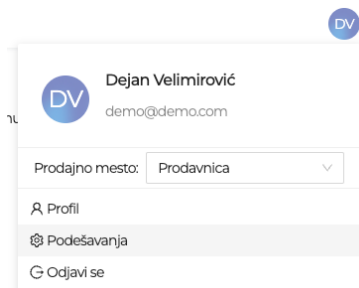 DV
DV
Dejan Velimirović
demo@demo.com
Prodajno mesto: Prodavnica
Profil
Podešavanja
Odjavi se